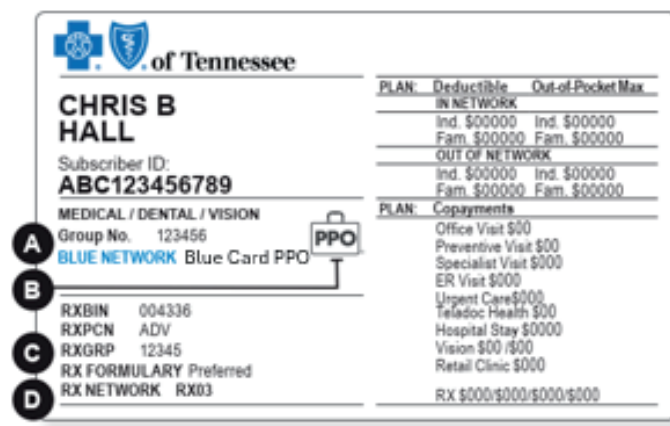 of Tennessee
CHRIS B
HALL
Subscriber ID:
ABC123456789
MEDICAL / DENTAL / VISION
A Group No. 123456
BLUE NETWORK Blue Card PPO
PPO
B
RXBIN 004336
RXPCN ADV
C RXGRP 12345
RX FORMULARY Preferred
D RX NETWORK RX03
PLAN: Deductible Out-of-Pocket Max
IN NETWORK
Ind. $00000 Ind. $00000
Fam. $00000 Fam. $00000
OUT OF NETWORK
Ind. $00000 Ind. $00000
Fam. $00000 Fam. $00000
PLAN: Copayments
Office Visit $00
Preventive Visit $00
Specialist Visit $000
ER Visit $000
Urgent Care$000
Teladoc Health $00
Hospital Stay $0000
Vision $00 /$00
Retail Clinic $000
RX $000/$000/$000/$000